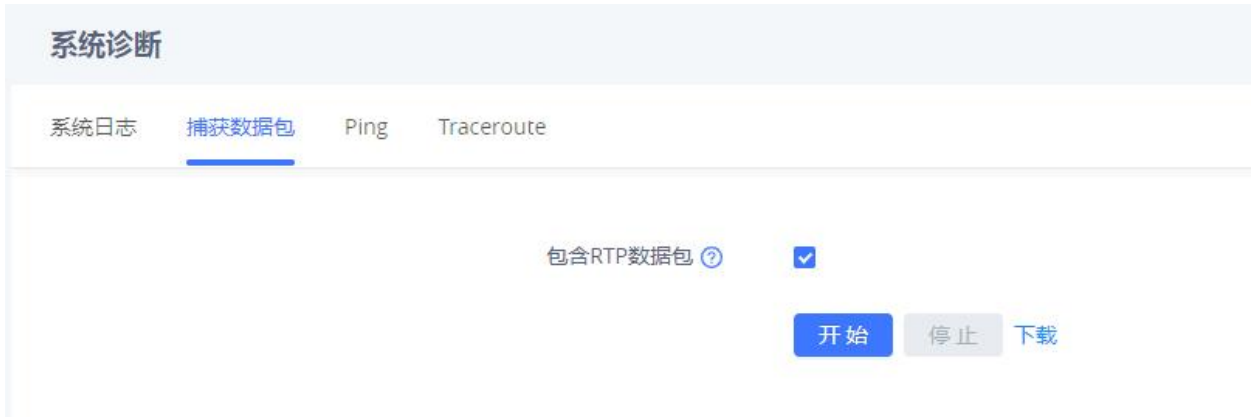 系统诊断
系统日志 捕获数据包 Ping Traceroute
包含RTP数据包 ?
开始 停止 下载